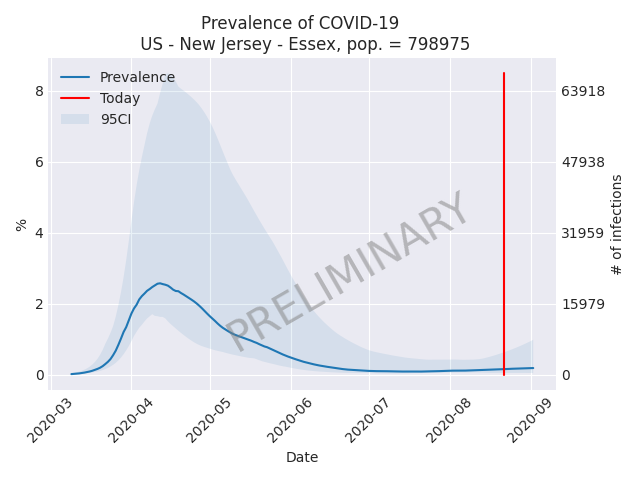 Prevalence of COVID-19
US - New Jersey - Essex, pop. = 798975
Prevalence
Today
95CI
PRELIMINARY
%
8
6
4
2
0
63918
47938
31959
15979
0
# of infections
2020-03
2020-04
2020-05
2020-06
2020-07
2020-08
2020-09
Date